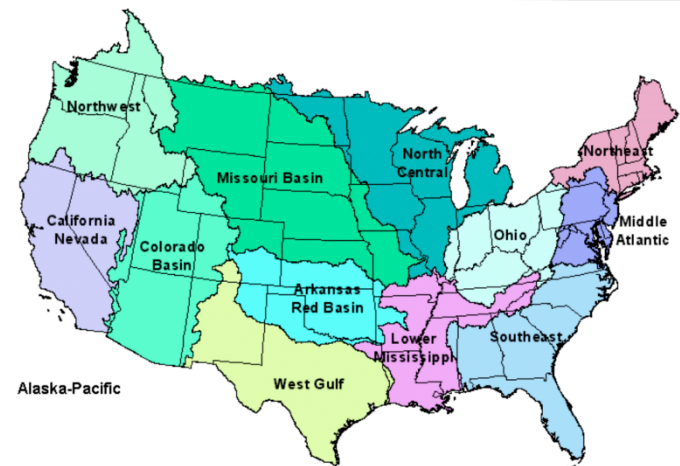 Northwest
North
Central
Northeast
Missouri Basin
California
Nevada
Colorado
Basin
Ohio
Middle
Atlantic
Arkansas
Red Basin
Lower
Mississippi
Southeast
West Gulf
Alaska-Pacific